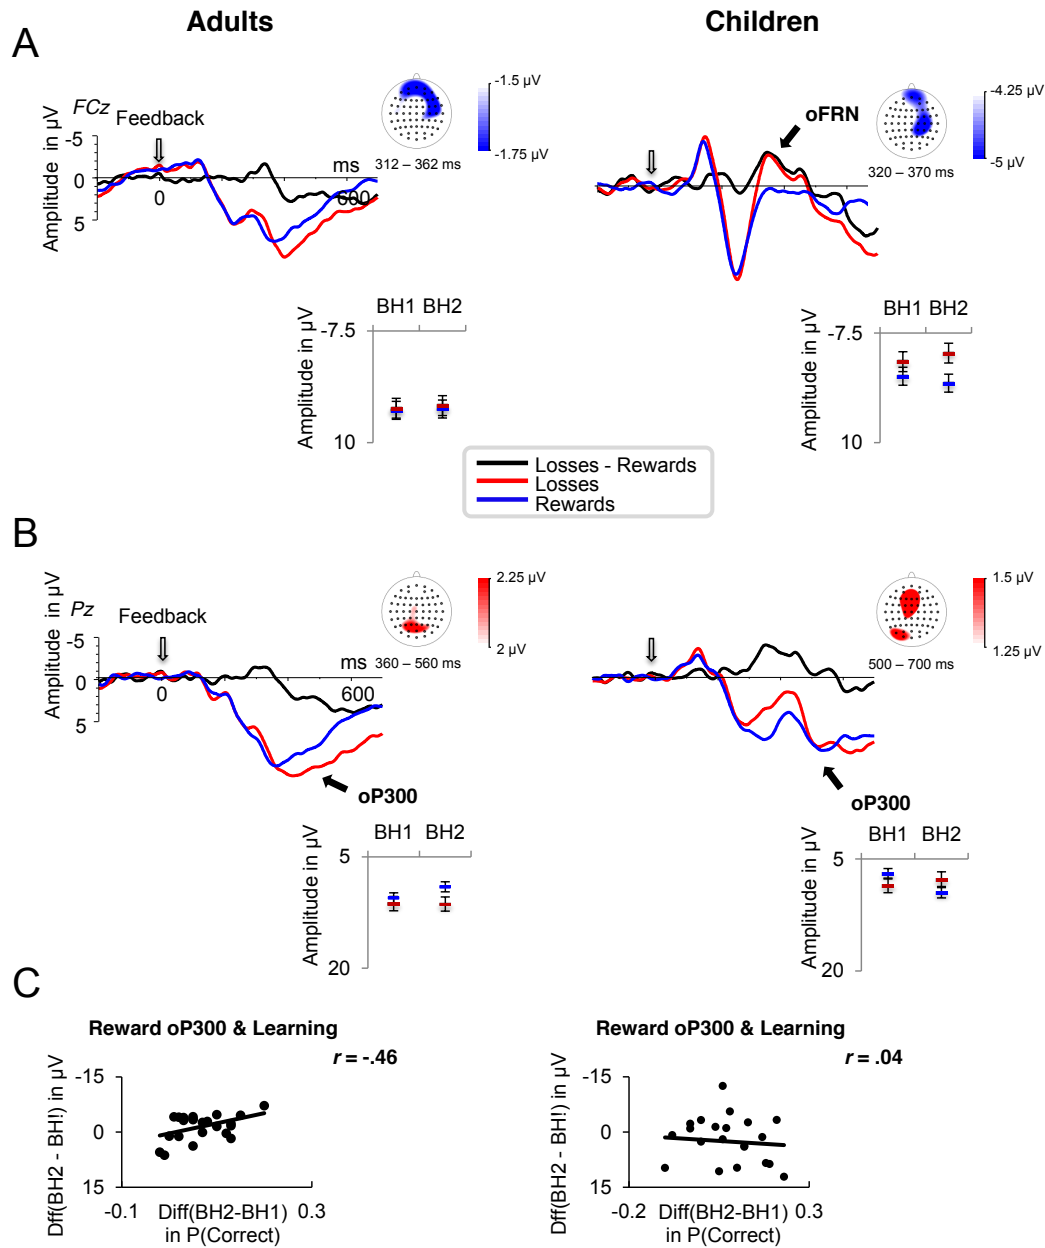 Adults
Children
A
FCz
Feedback
Amplitude in µV
-5
0
5
0
ms
600
-1.5 µV
-1.75 µV
312 – 362 ms
oFRN
-4.25 µV
-5 µV
320 – 370 ms
BH1 BH2
Amplitude in µV
-7.5
10
BH1 BH2
Amplitude in µV
-7.5
10
Losses - Rewards
Losses
Rewards
B
Pz
Feedback
Amplitude in µV
-5
0
5
0
ms
600
2.25 µV
2 µV
360 – 560 ms
oP300
1.5 µV
1.25 µV
500 – 700 ms
oP300
BH1 BH2
Amplitude in µV
5
20
BH1 BH2
Amplitude in µV
5
20
C
Reward oP300 & Learning
r = -.46
Dff(BH2 - BH!) in µV
-15
0
15
-0.1
Diff(BH2-BH1)
in P(Correct)
0.3
Reward oP300 & Learning
r = .04
Dff(BH2 - BH!) in µV
-15
0
15
-0.2
Diff(BH2-BH1)
in P(Correct)
0.3